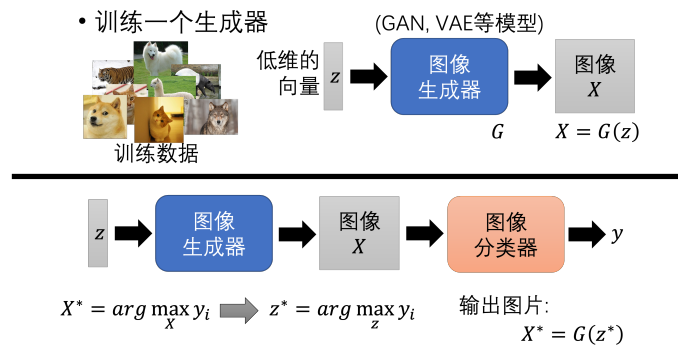 • 训练一个生成器
(GAN, VAE等模型)
低维的
向量
z
图像
生成器
G
图像
X
X = G(z)
训练数据
z
图像
生成器
图像
X
图像
分类器
y
X* = arg max y_i
X
z* = arg max y_i
z
输出图片:
X* = G(z*)